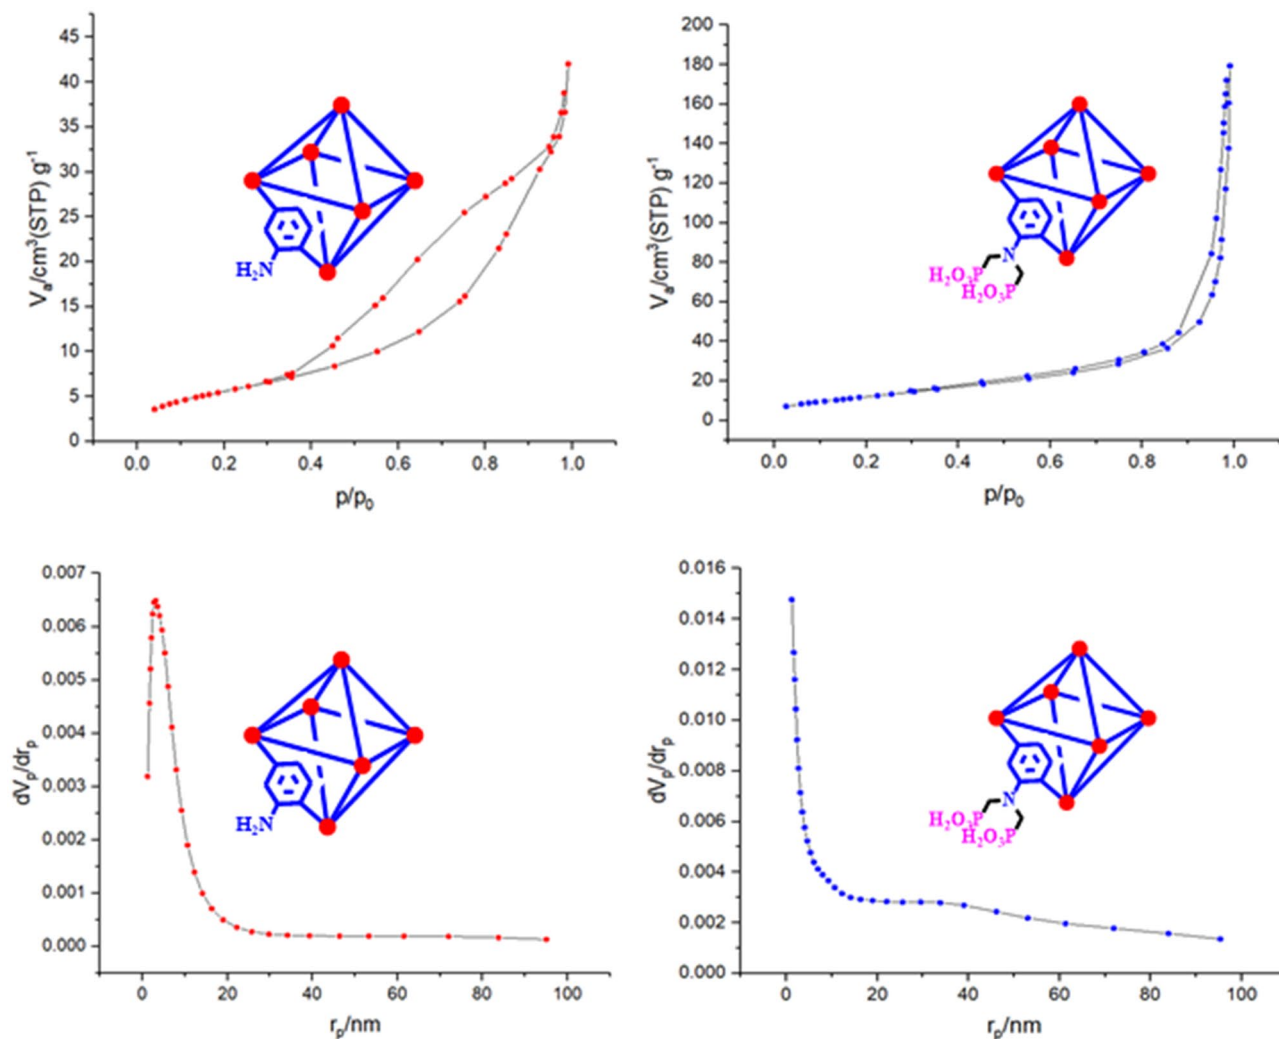 45
40
35
30
25
20
15
10
5
0
Vₐ/cm³(STP) g⁻¹
H₂N
0.0 0.2 0.4 0.6 0.8 1.0
p/p₀
200
180
160
140
120
100
80
60
40
20
0
Vₐ/cm³(STP) g⁻¹
N
H₂O₃P
H₂O₃P
0.0 0.2 0.4 0.6 0.8 1.0
p/p₀
0.007
0.006
0.005
0.004
0.003
0.002
0.001
0.000
dVₚ/drₚ
H₂N
0 20 40 60 80 100
rₚ/nm
0.016
0.014
0.012
0.010
0.008
0.006
0.004
0.002
0.000
dVₚ/drₚ
N
H₂O₃P
H₂O₃P
0 20 40 60 80 100
rₚ/nm